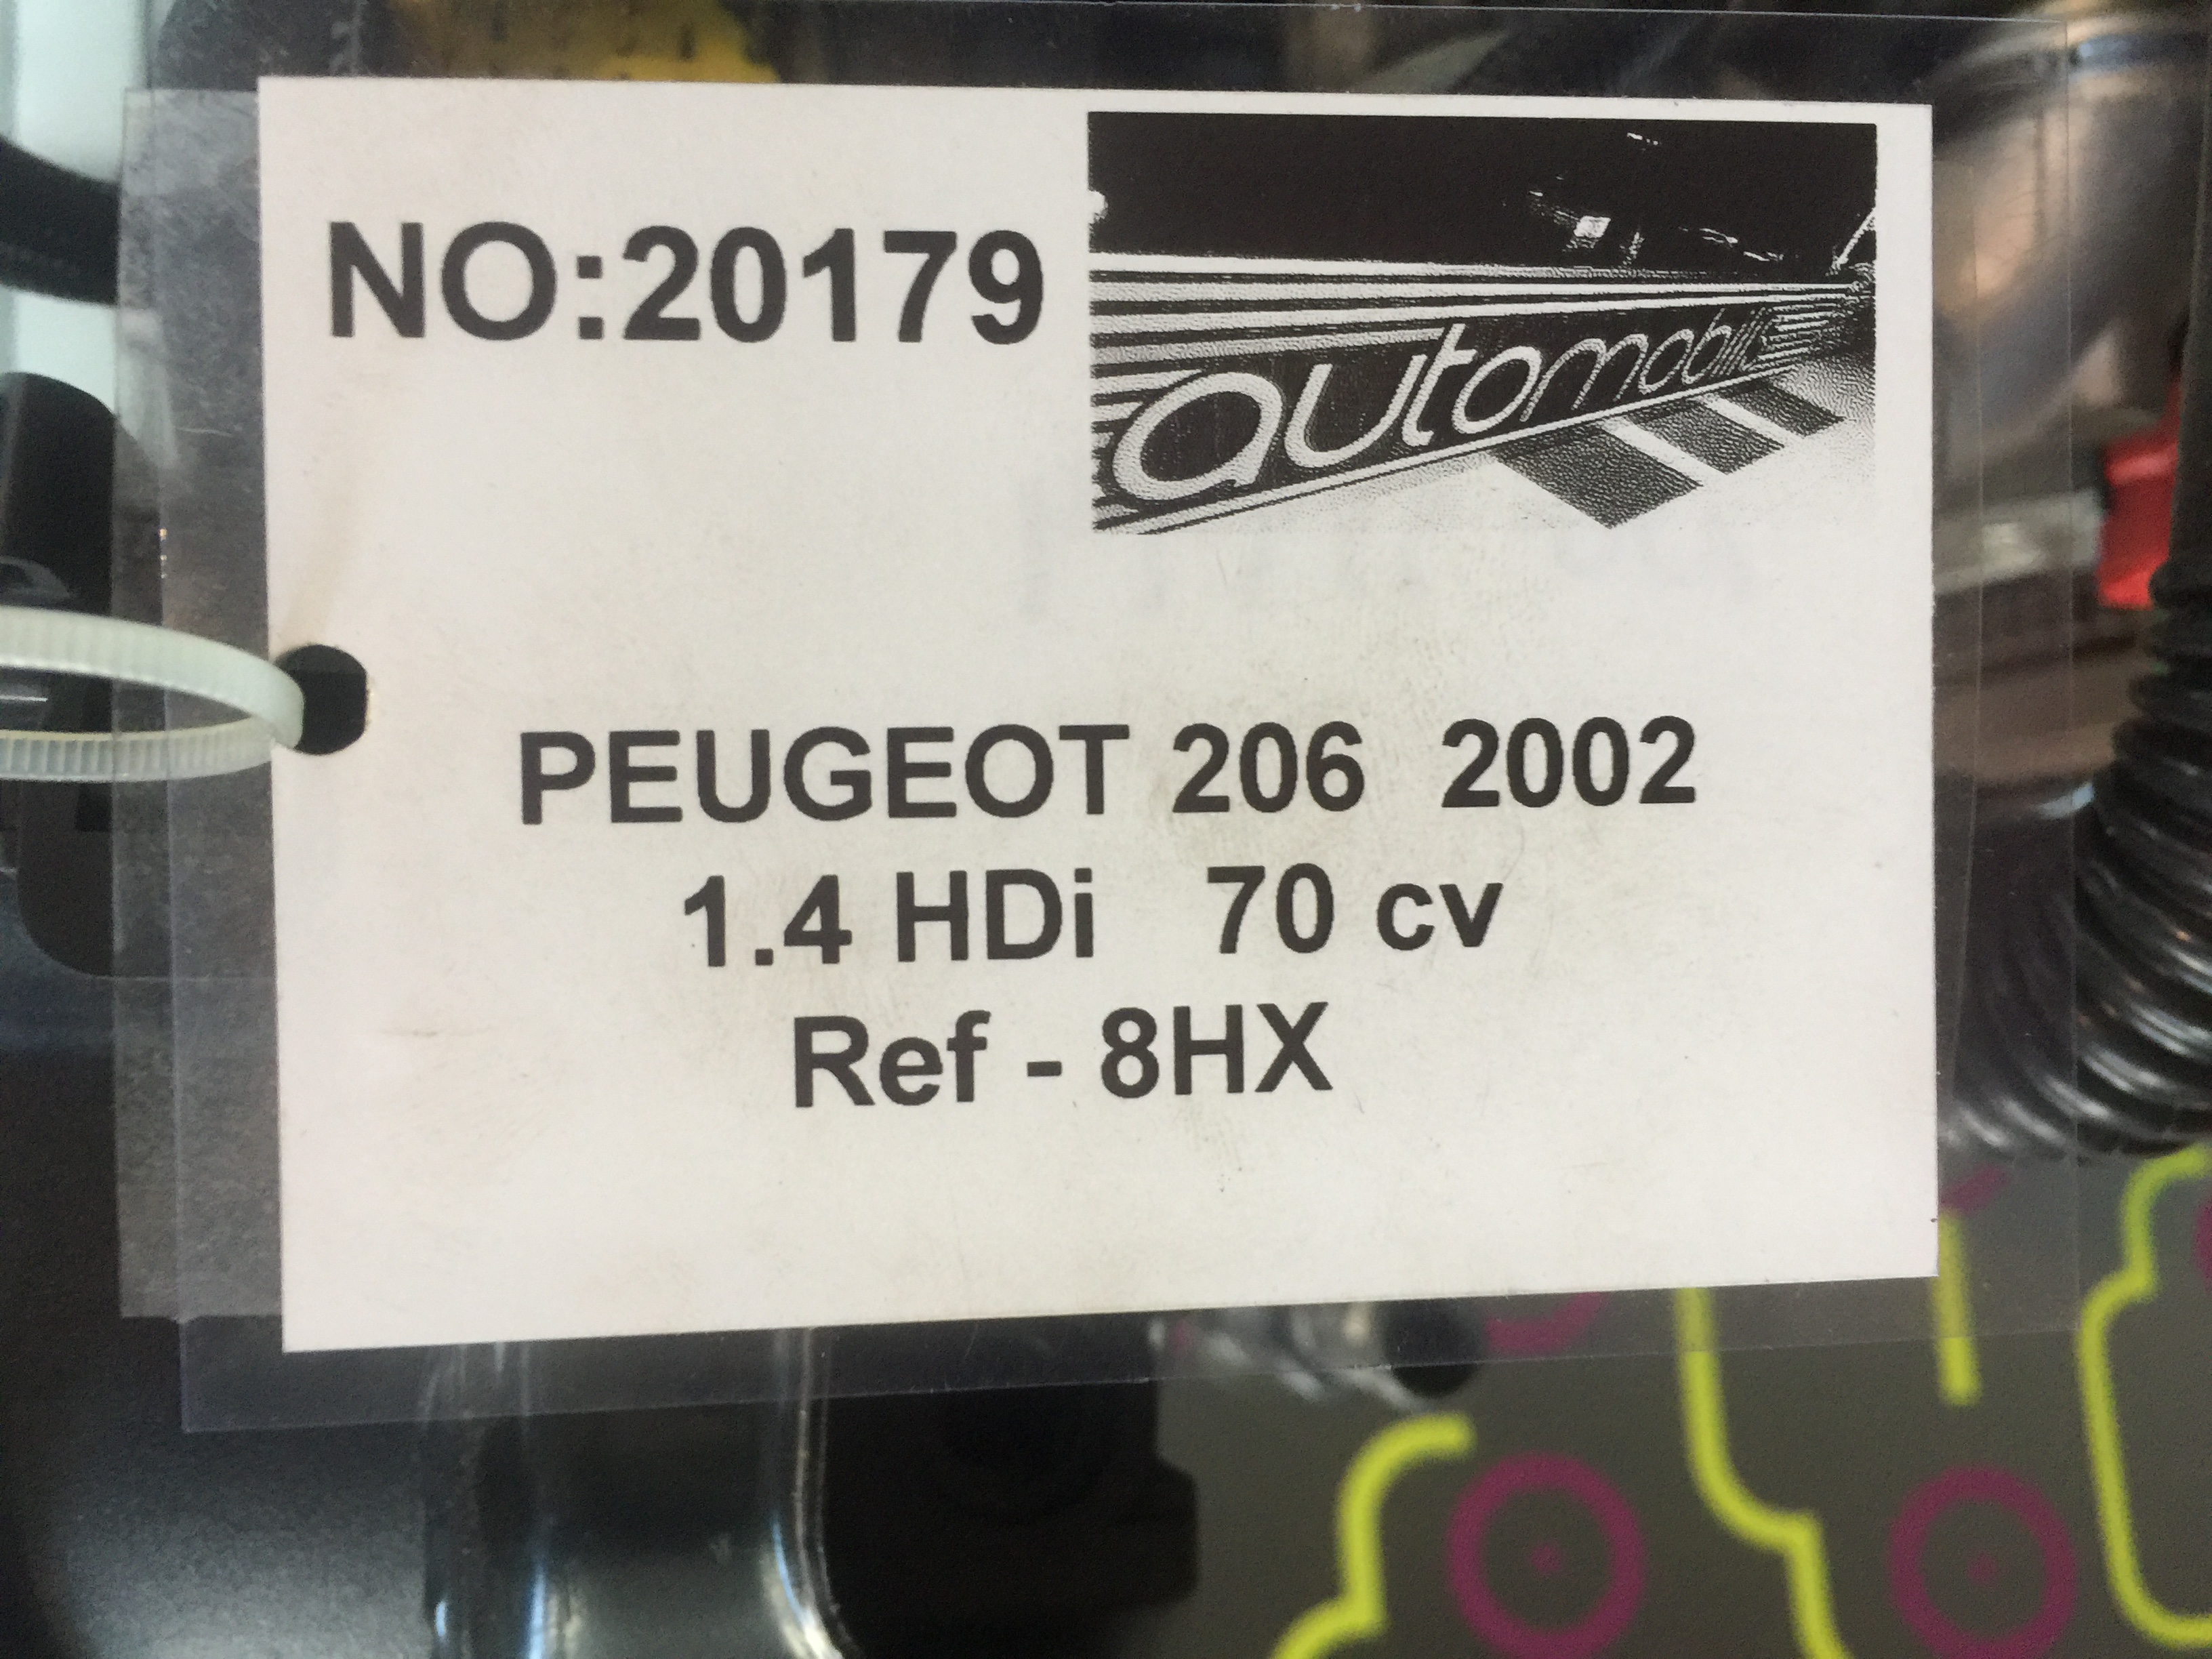 NO:20179
automobile
PEUGEOT 206 2002
1.4 HDi 70 cv
Ref - 8HX